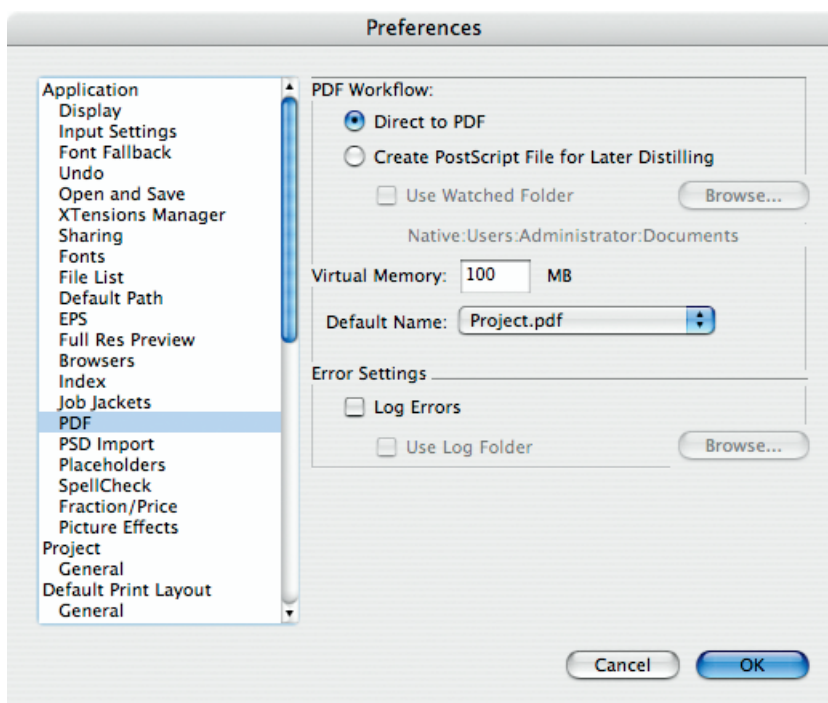 Preferences
Application
Display
Input Settings
Font Fallback
Undo
Open and Save
XTensions Manager
Sharing
Fonts
File List
Default Path
EPS
Full Res Preview
Browsers
Index
Job Jackets
PDF
PSD Import
Placeholders
SpellCheck
Fraction/Price
Picture Effects
Project
General
Default Print Layout
General
PDF Workflow:
Direct to PDF
Create PostScript File for Later Distilling
Use Watched Folder Browse...
Native:Users:Administrator:Documents
Virtual Memory: 100 MB
Default Name: Project.pdf
Error Settings
Log Errors
Use Log Folder Browse...
Cancel OK